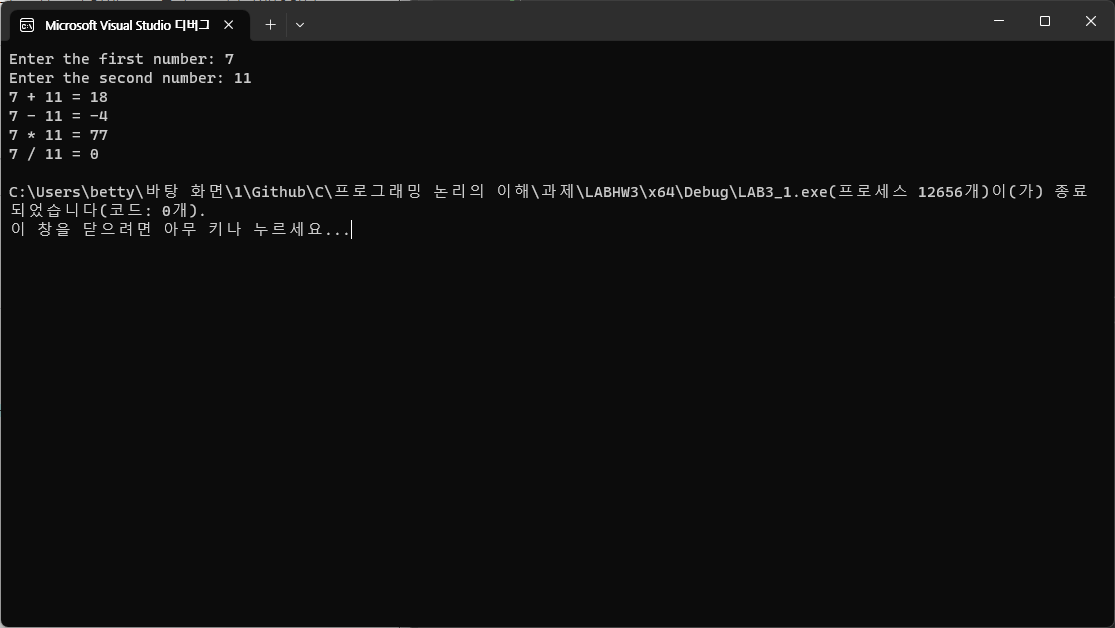 Microsoft Visual Studio 디버그
Enter the first number: 7
Enter the second number: 11
7 + 11 = 18
7 - 11 = -4
7 * 11 = 77
7 / 11 = 0
C:\Users\betty\바탕 화면\1\Github\C\프로그래밍 논리의 이해\과제\LABHW3\x64\Debug\LAB3_1.exe(프로세스 12656개)이(가) 종료
되었습니다(코드: 0개).
이 창을 닫으려면 아무 키나 누르세요...